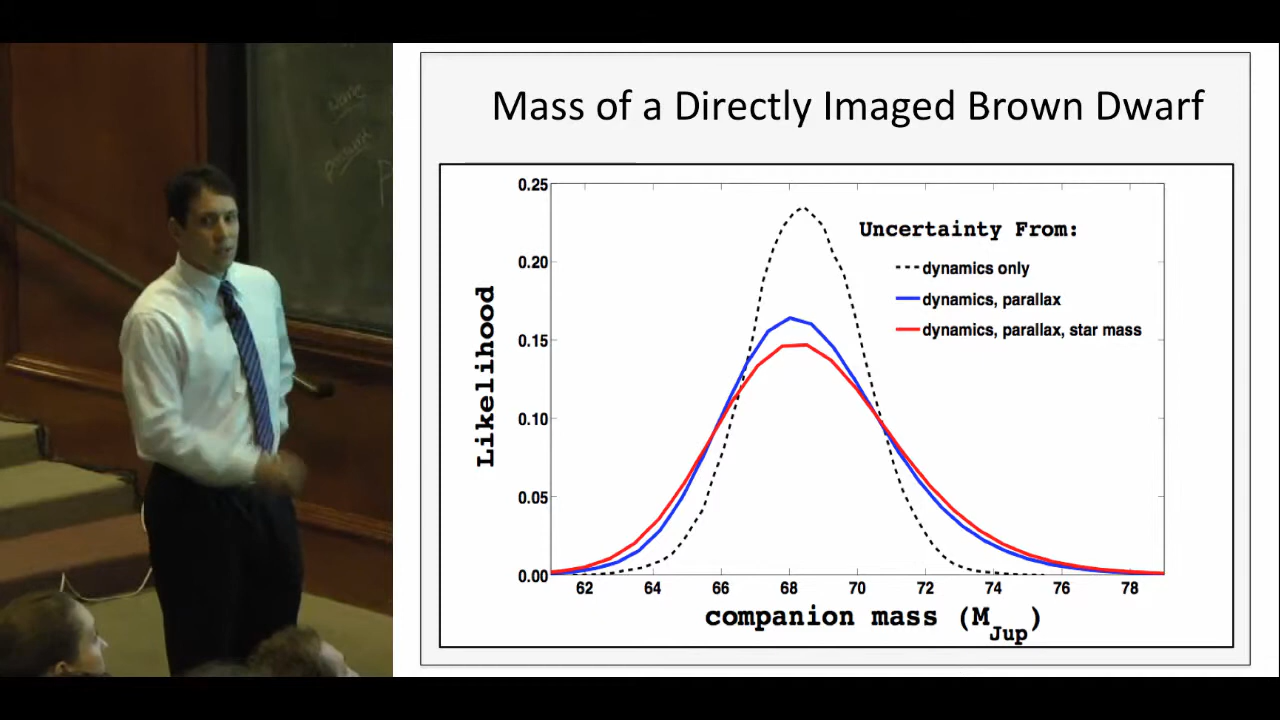 Mass of a Directly Imaged Brown Dwarf
0.25
0.20
0.15
0.10
0.05
0.00
Likelihood
Uncertainty From:
dynamics only
dynamics, parallax
dynamics, parallax, star mass
62 64 66 68 70 72 74 76 78
companion mass (MJup)